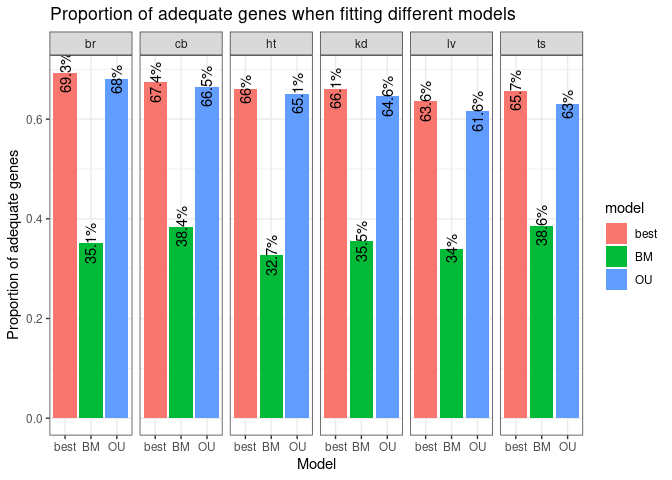 Proportion of adequate genes when fitting different models
br cb ht kd lv ts
69.3% 35.1% 68% 67.4% 38.4% 66.5% 66% 32.7% 65.1% 66.1% 35.5% 64.6% 63.6% 34% 61.6% 65.7% 38.6% 63%
Proportion of adequate genes
0.6
0.4
0.2
0.0
best BM OU best BM OU best BM OU best BM OU best BM OU best BM OU
Model
model
best
BM
OU